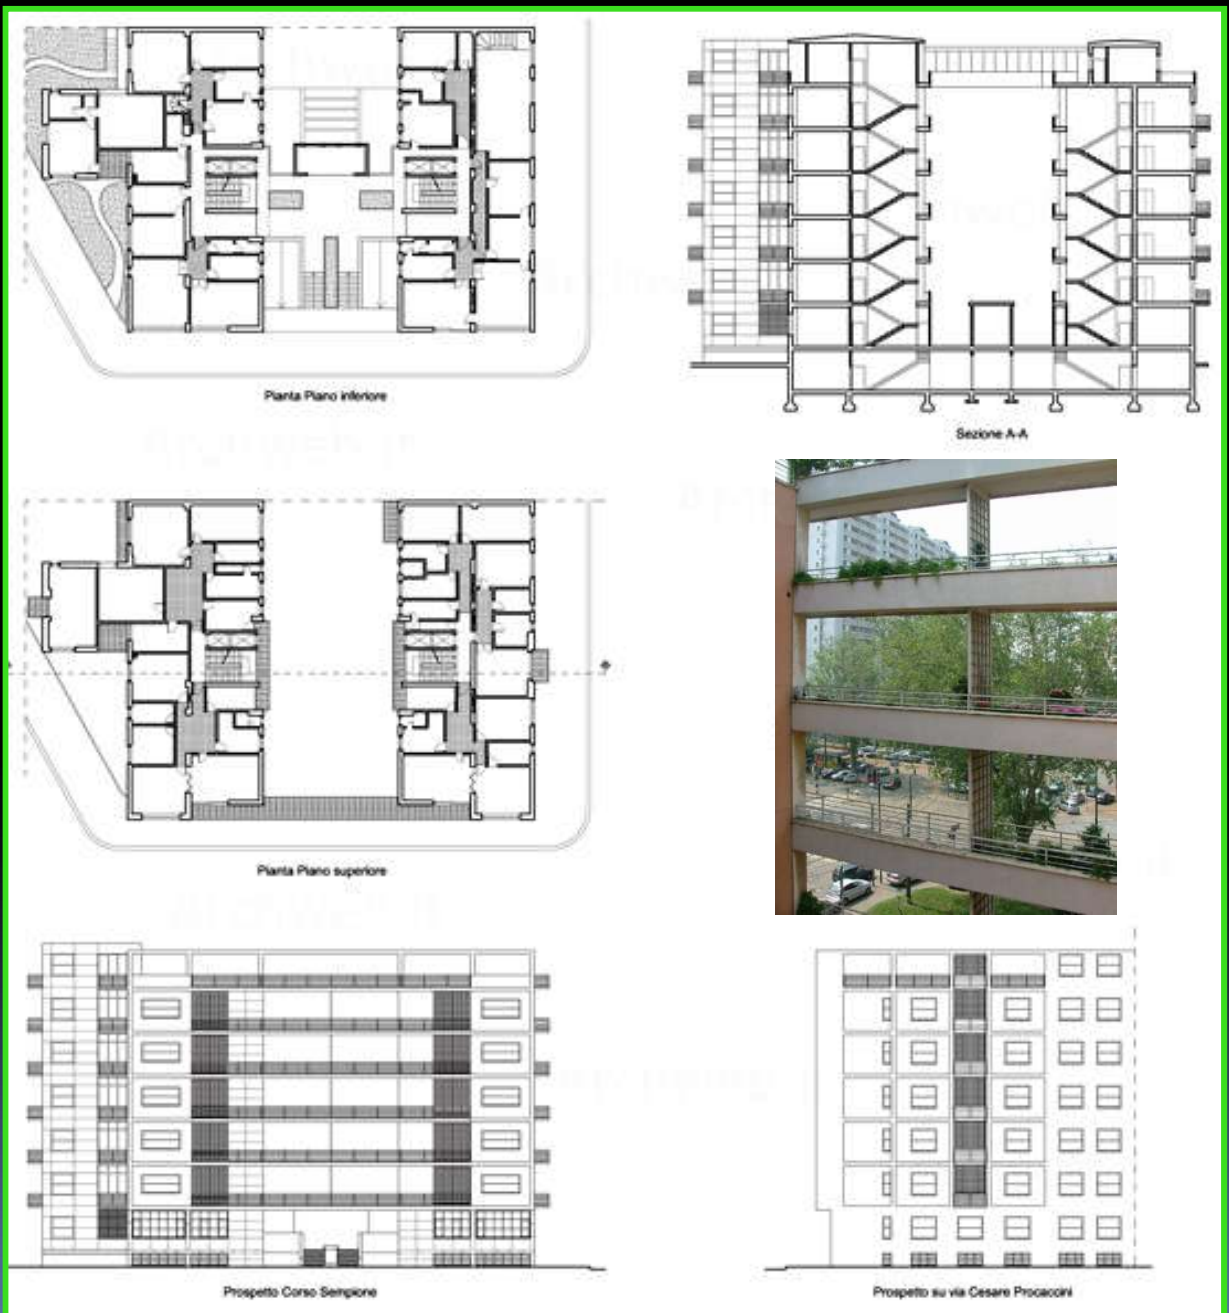 Pianta Piano inferiore
Sezione A-A
Pianta Piano superiore
Prospetto Corso Sempione
Prospetto su via Cesare Procaccini